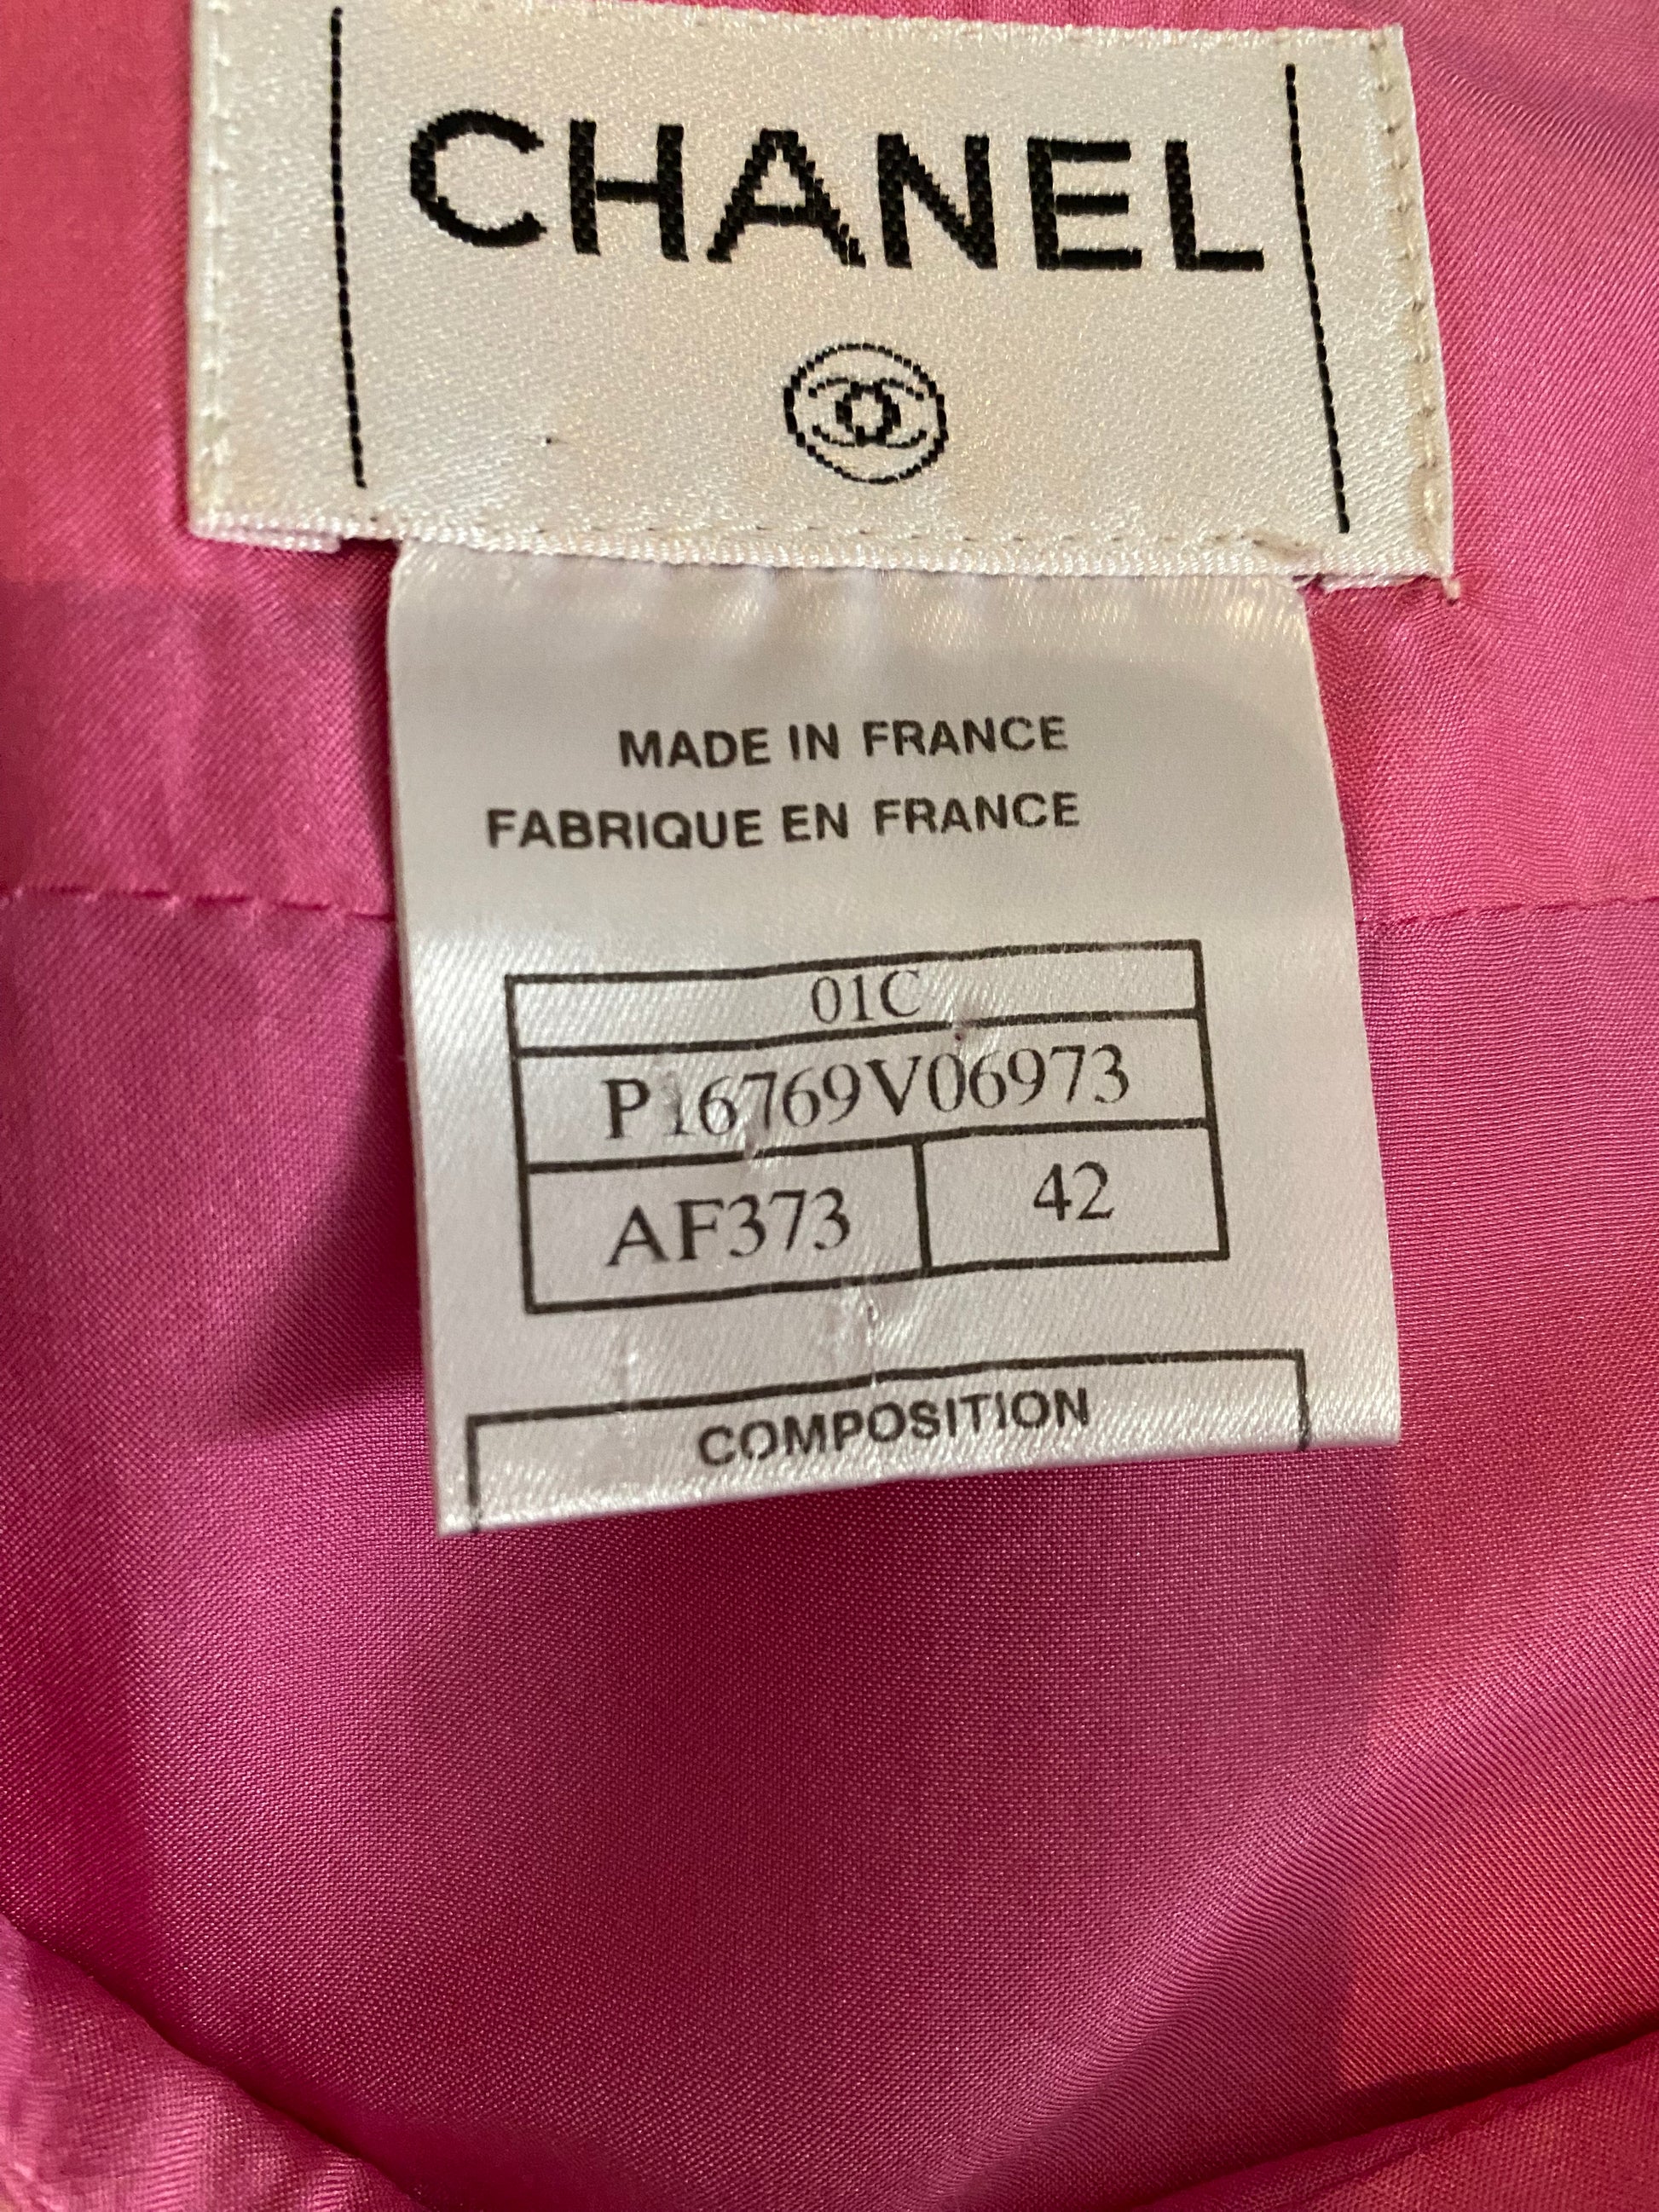 CHANEL
MADE IN FRANCE
FABRIQUE EN FRANCE
01C
P16769V06973
AF373 42
COMPOSITION